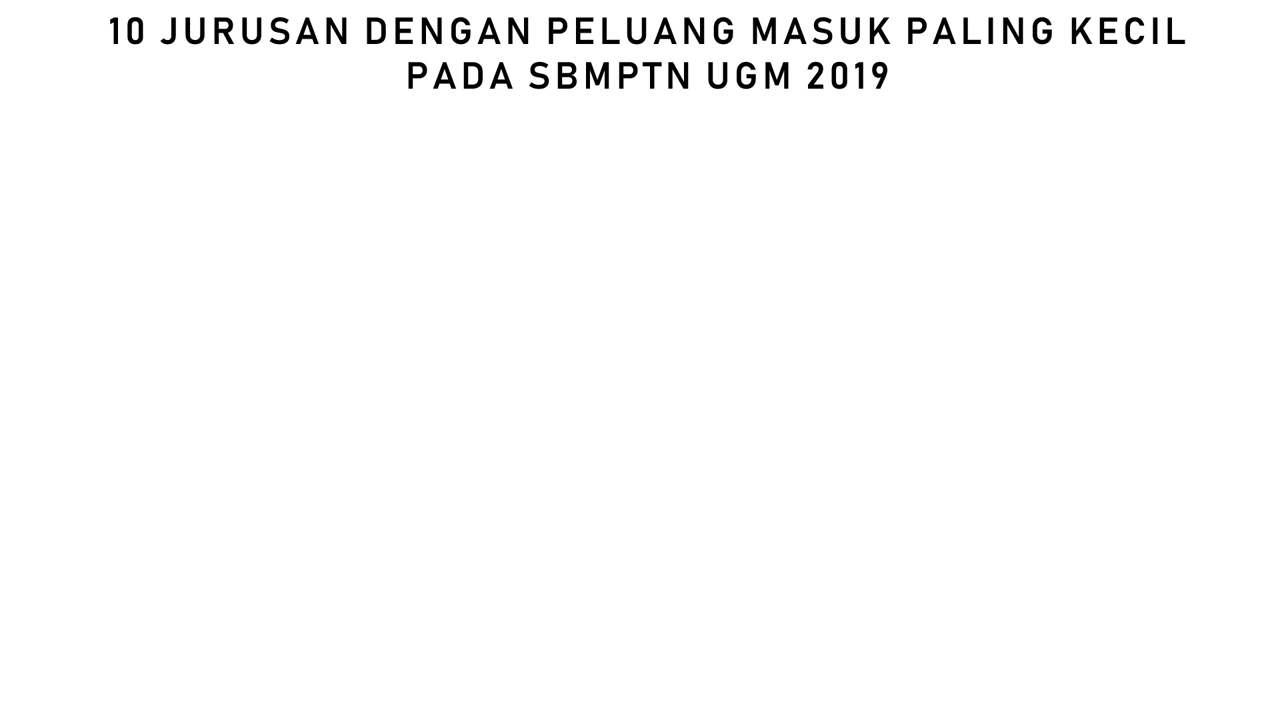 10 JURUSAN DENGAN PELUANG MASUK PALING KECIL
PADA SBMPTN UGM 2019